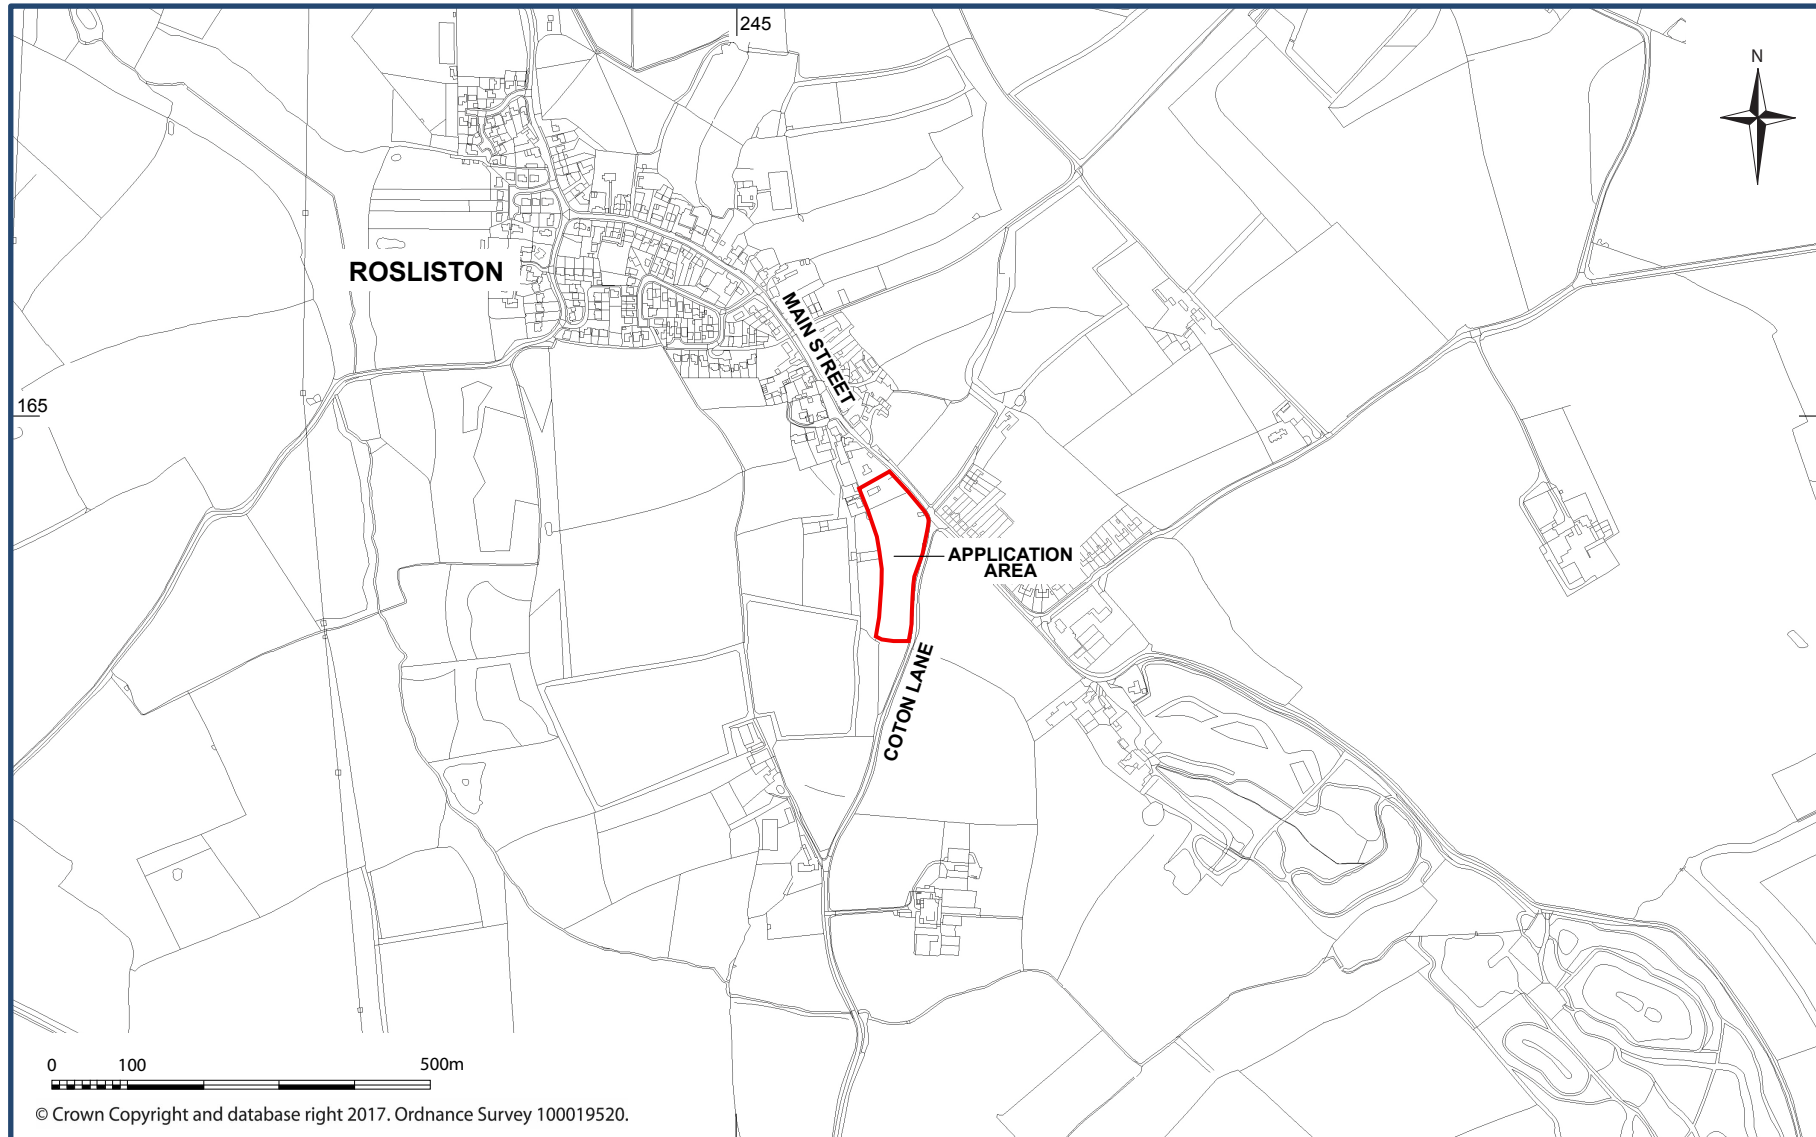 245
N
ROSLISTON
MAIN STREET
165
APPLICATION
AREA
COTON LANE
0 100 500m
© Crown Copyright and database right 2017. Ordnance Survey 100019520.